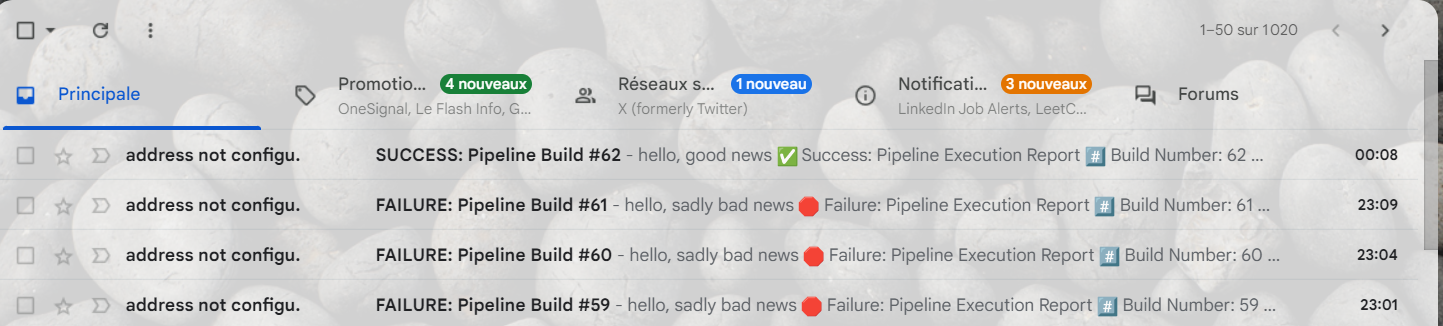 1–50 sur 1 020
Principale
Promotio... 4 nouveaux
OneSignal, Le Flash Info, G...
Réseaux s... 1 nouveau
X (formerly Twitter)
Notificati... 3 nouveaux
LinkedIn Job Alerts, LeetC...
Forums
address not configu. SUCCESS: Pipeline Build #62 - hello, good news ✅ Success: Pipeline Execution Report #️⃣ Build Number: 62 ... 00:08
address not configu. FAILURE: Pipeline Build #61 - hello, sadly bad news 🛑 Failure: Pipeline Execution Report #️⃣ Build Number: 61 ... 23:09
address not configu. FAILURE: Pipeline Build #60 - hello, sadly bad news 🛑 Failure: Pipeline Execution Report #️⃣ Build Number: 60 ... 23:04
address not configu. FAILURE: Pipeline Build #59 - hello, sadly bad news 🛑 Failure: Pipeline Execution Report #️⃣ Build Number: 59 ... 23:01